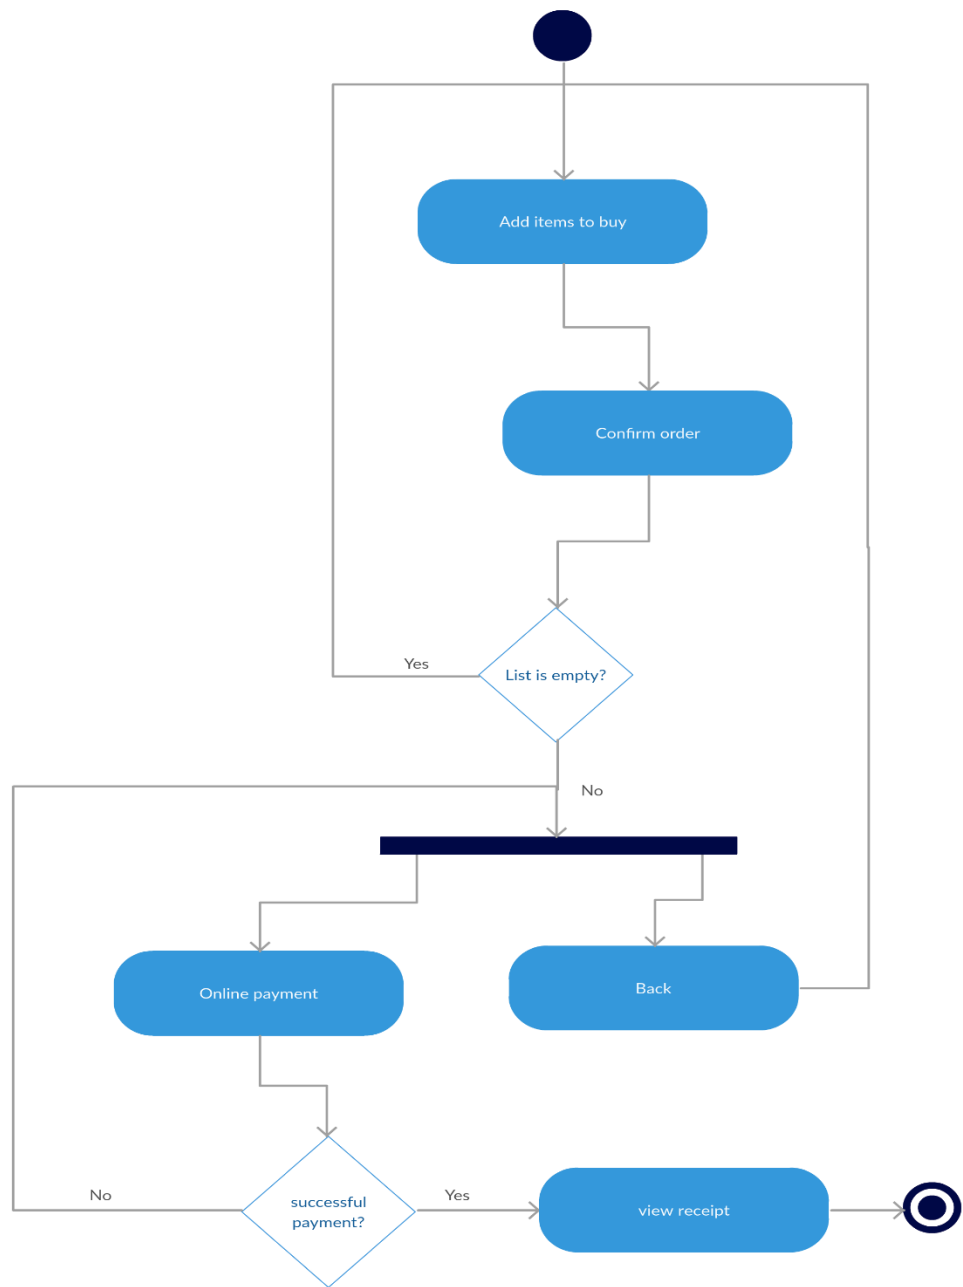 Add items to buy
Confirm order
Yes
List is empty?
No
Online payment
Back
No
successful
payment?
Yes
view receipt